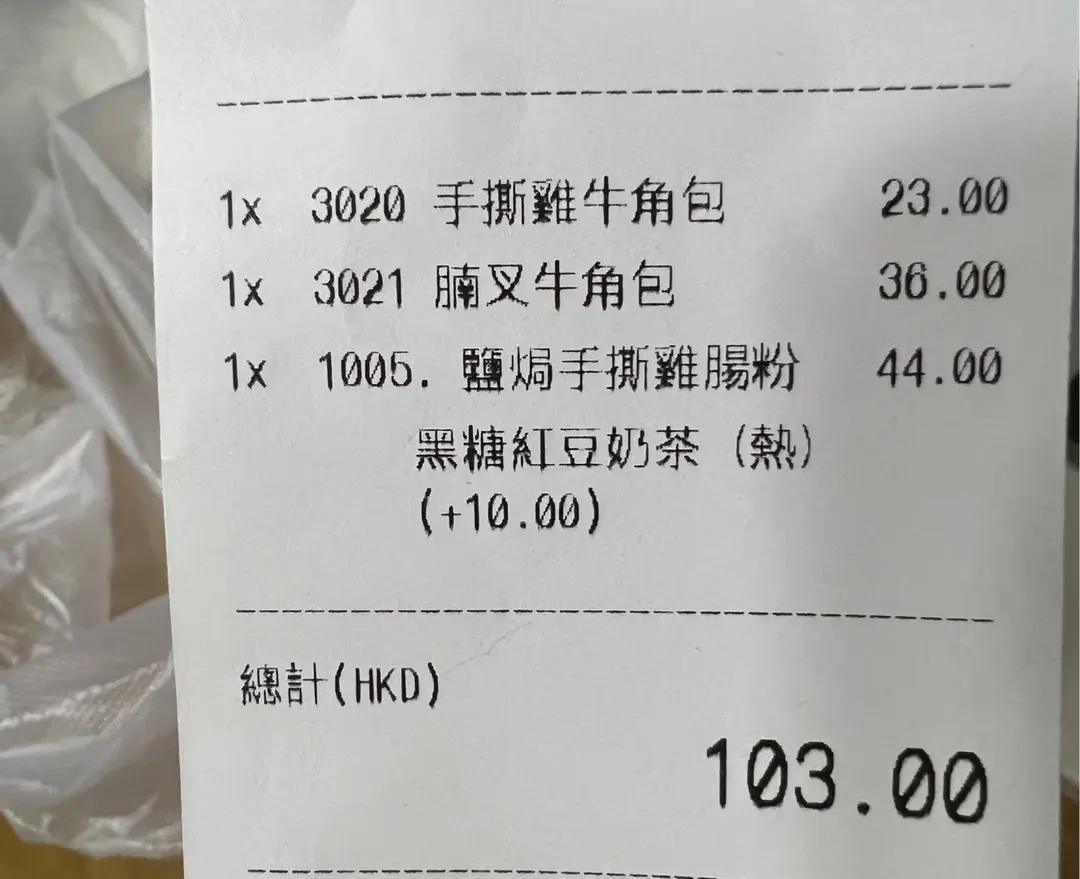 1x 3020 手撕雞牛角包 23.00
1x 3021 腩叉牛角包 36.00
1x 1005. 鹽焗手撕雞腸粉 44.00
黑糖紅豆奶茶 (熱)
(+10.00)
總計(HKD)
103.00